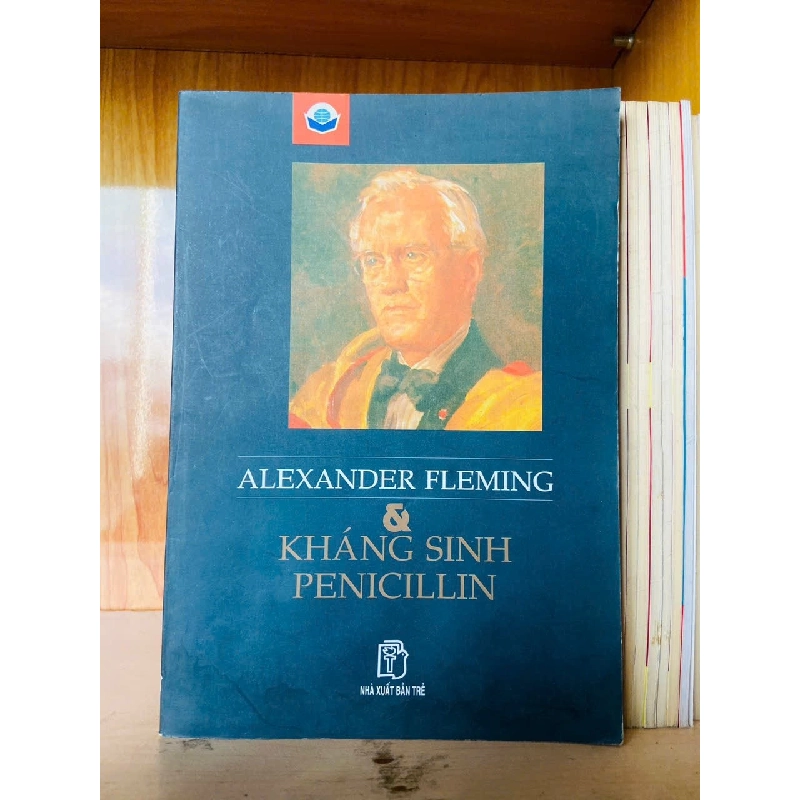 ALEXANDER FLEMING
&
KHÁNG SINH
PENICILLIN
NHÀ XUẤT BẢN TRẺ